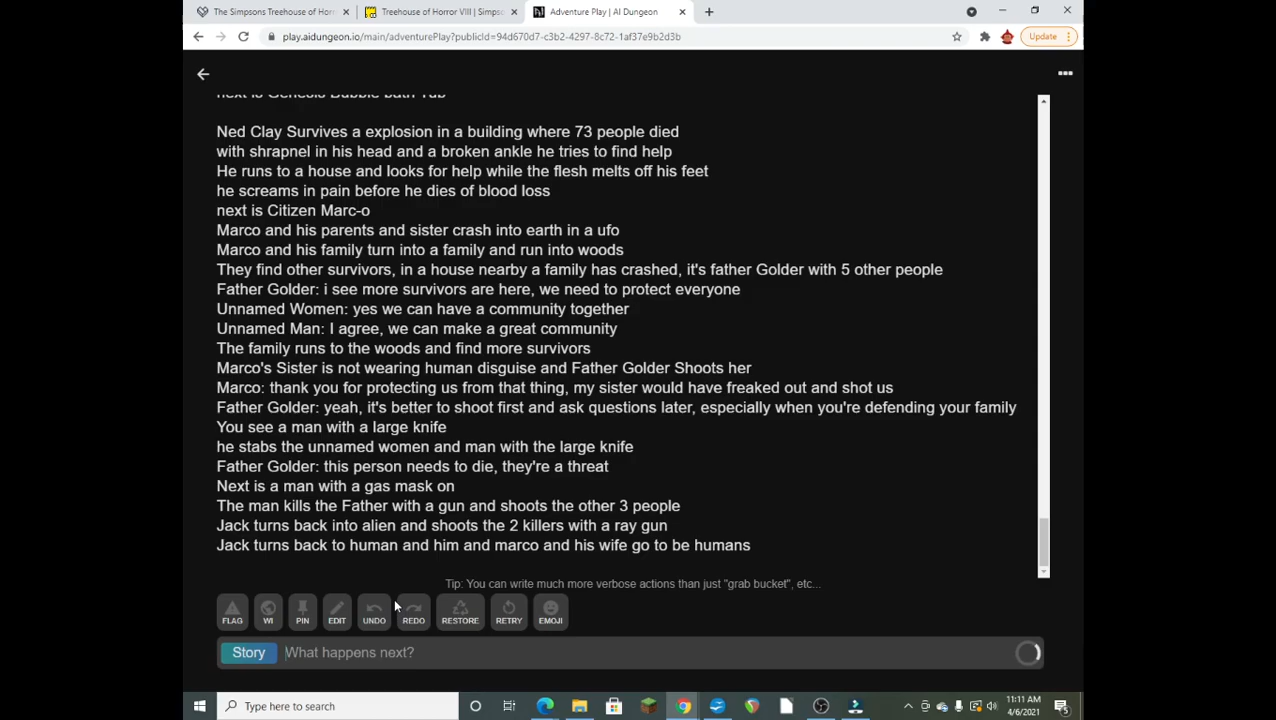 The Simpsons Treehouse of Horr
Treehouse of Horror VIII | Simpso
Adventure Play | AI Dungeon
play.aidungeon.io/main/adventurePlay?publicId=94d670d7-c3b2-4297-8c72-1af37e9b2d3b
Update
next is Genesis Bubble bath Tub
Ned Clay Survives a explosion in a building where 73 people died
with shrapnel in his head and a broken ankle he tries to find help
He runs to a house and looks for help while the flesh melts off his feet
he screams in pain before he dies of blood loss
next is Citizen Marc-o
Marco and his parents and sister crash into earth in a ufo
Marco and his family turn into a family and run into woods
They find other survivors, in a house nearby a family has crashed, it's father Golder with 5 other people
Father Golder: i see more survivors are here, we need to protect everyone
Unnamed Women: yes we can have a community together
Unnamed Man: I agree, we can make a great community
The family runs to the woods and find more survivors
Marco's Sister is not wearing human disguise and Father Golder Shoots her
Marco: thank you for protecting us from that thing, my sister would have freaked out and shot us
Father Golder: yeah, it's better to shoot first and ask questions later, especially when you're defending your family
You see a man with a large knife
he stabs the unnamed women and man with the large knife
Father Golder: this person needs to die, they're a threat
Next is a man with a gas mask on
The man kills the Father with a gun and shoots the other 3 people
Jack turns back into alien and shoots the 2 killers with a ray gun
Jack turns back to human and him and marco and his wife go to be humans
Tip: You can write much more verbose actions than just "grab bucket", etc...
FLAG WI PIN EDIT UNDO REDO RESTORE RETRY EMOJI
Story What happens next?
Type here to search
11:11 AM
4/6/2021
5